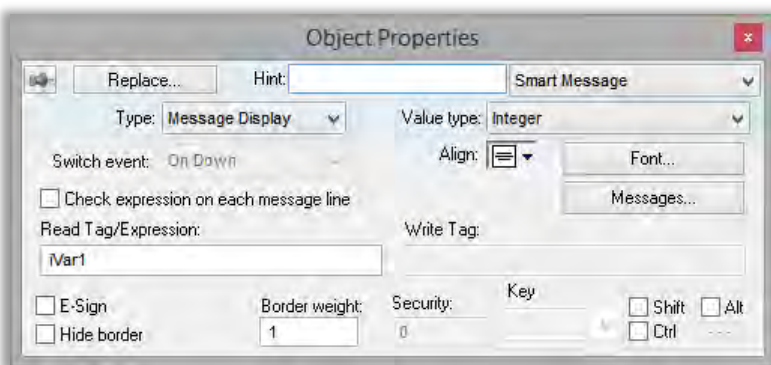 Object Properties
x
Replace... Hint: Smart Message
Type: Message Display Value type: Integer
Switch event: On Down Align: Font...
Check expression on each message line Messages...
Read Tag/Expression: Write Tag:
iVar1
E-Sign Border weight: Security: Key Shift Alt
Hide border 1 0 Ctrl ...